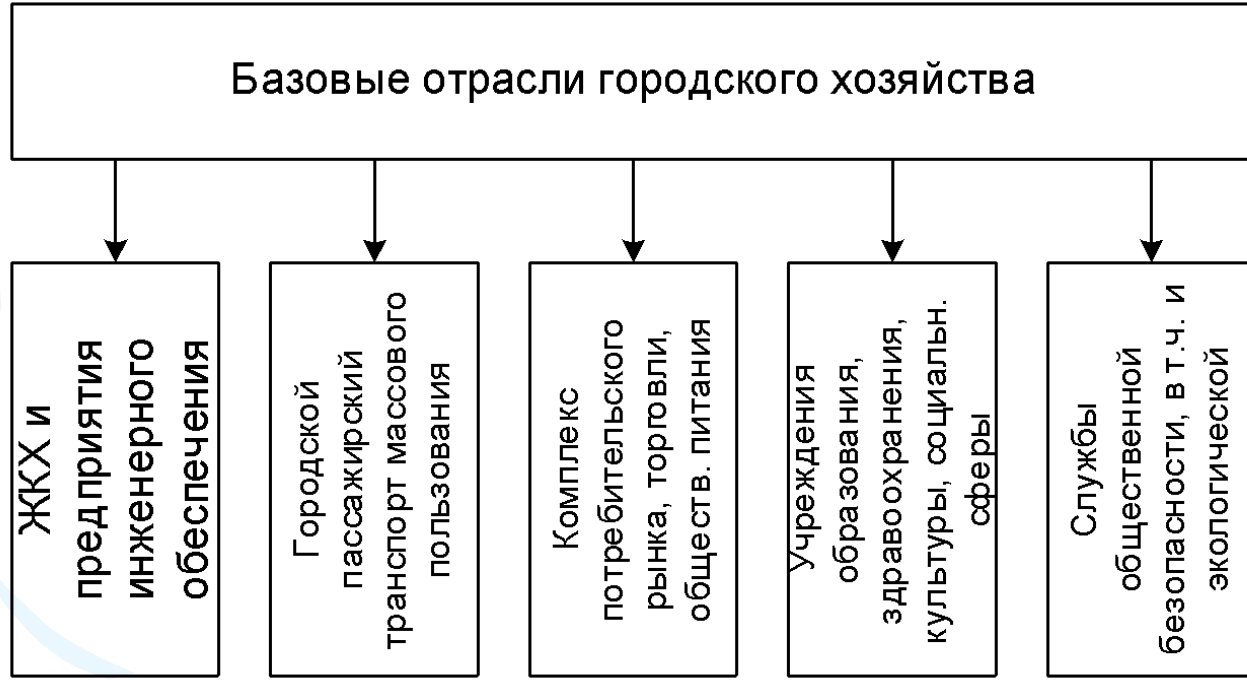 Базовые отрасли городского хозяйства
ЖКХ и
предприятия
инженерного
обеспечения
Городской
пассажирский
транспорт массового
пользования
Комплекс
потребительского
рынка, торговли,
обществ. питания
Учреждения
образования,
здравоохранения,
культуры, социальн.
сферы
Службы
общественной
безопасности, в т.ч. и
экологической